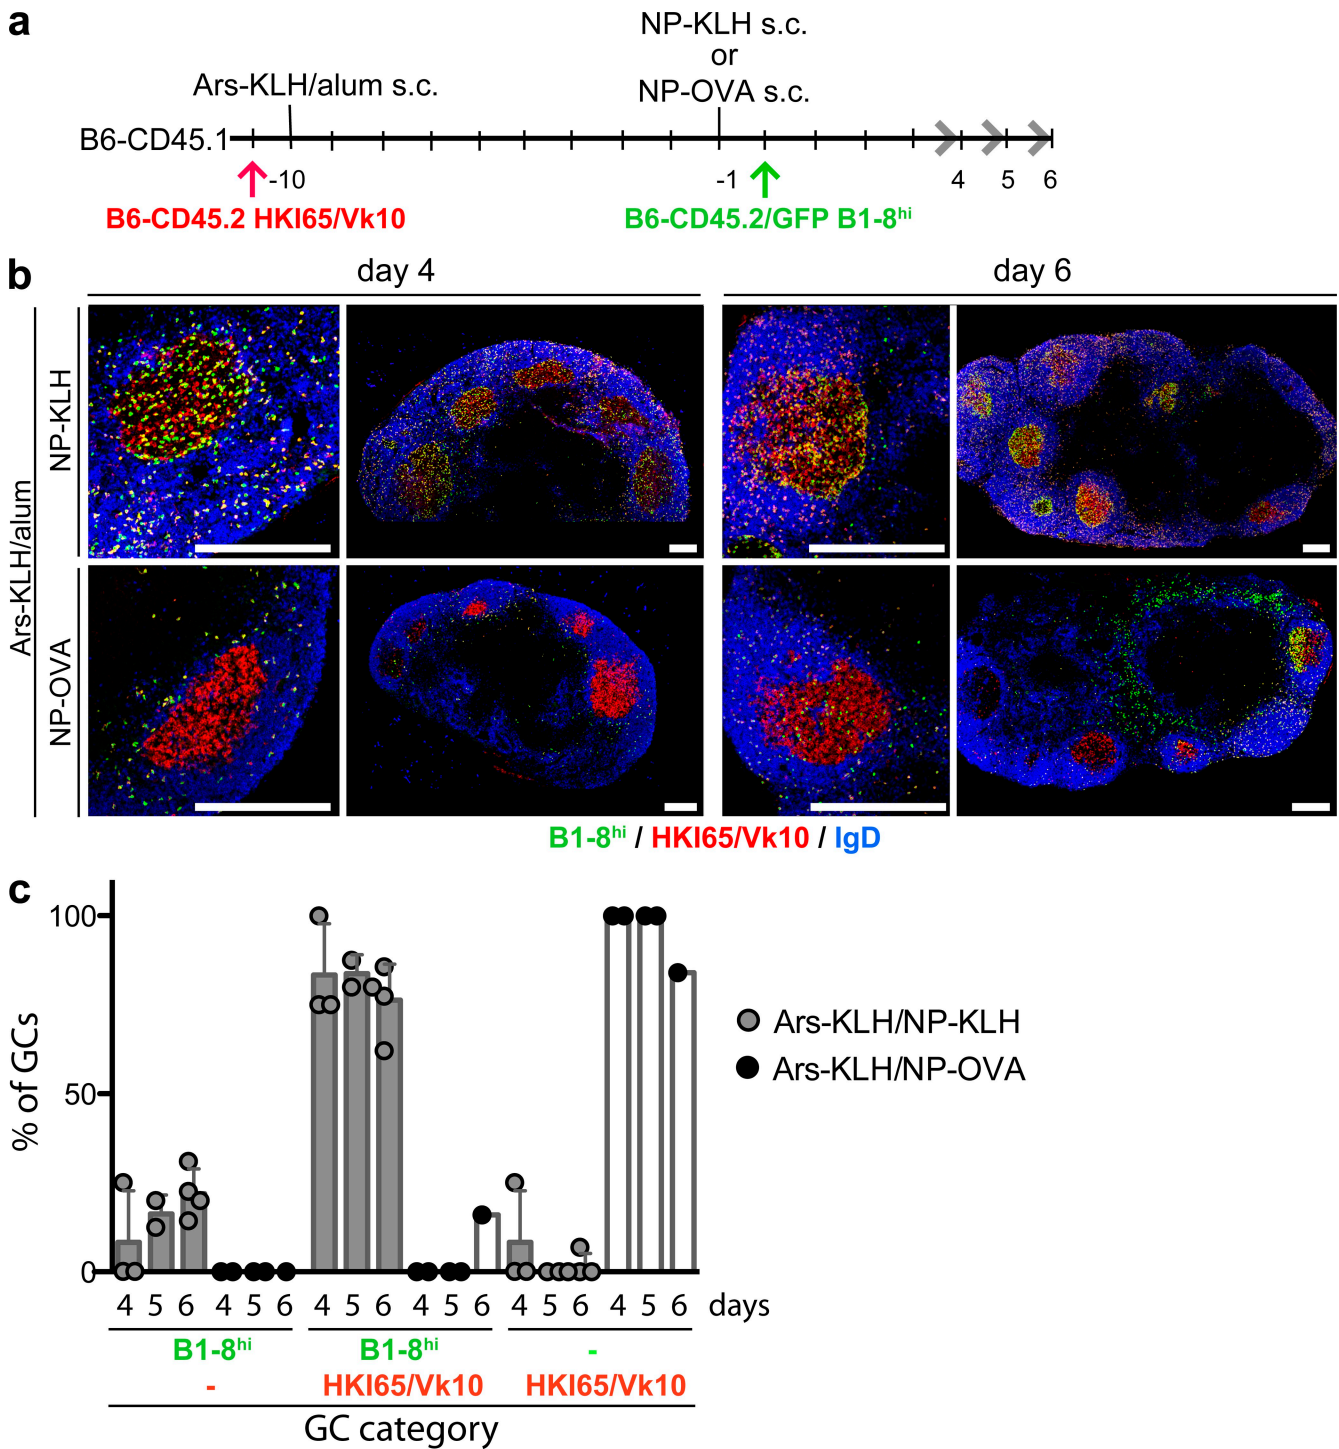 a
NP-KLH s.c.
or
NP-OVA s.c.
Ars-KLH/alum s.c.
B6-CD45.1
-10
-1
4
5
6
B6-CD45.2 HKI65/Vk10
B6-CD45.2/GFP B1-8hi
b
day 4
day 6
Ars-KLH/alum
NP-KLH
NP-OVA
B1-8hi / HKI65/Vk10 / IgD
c
% of GCs
100
50
0
Ars-KLH/NP-KLH
Ars-KLH/NP-OVA
4 5 6 4 5 6 4 5 6 4 5 6 4 5 6 4 5 6 days
B1-8hi B1-8hi -
- HKI65/Vk10 HKI65/Vk10
GC category